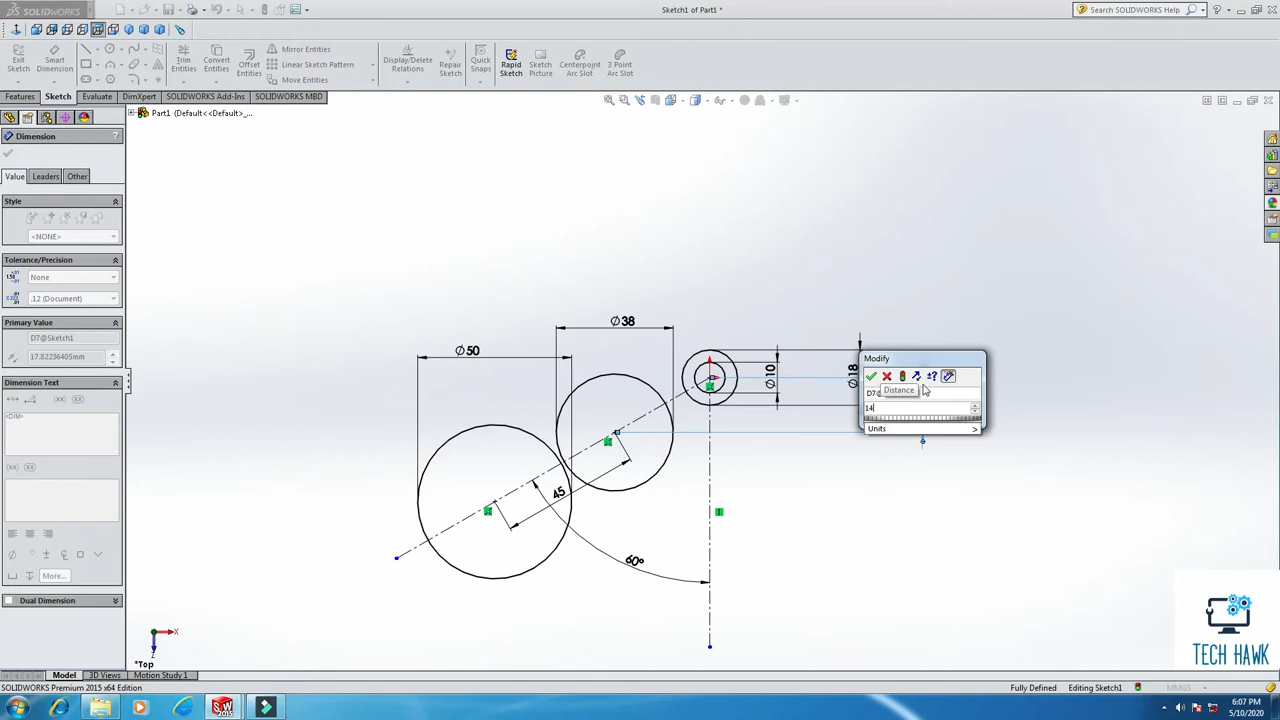 SOLIDWORKS
Sketch1 of Part1 *
Search SOLIDWORKS Help
Exit Sketch
Smart Dimension
Trim Entities
Convert Entities
Offset Entities
Mirror Entities
Linear Sketch Pattern
Move Entities
Display/Delete Relations
Repair Sketch
Quick Snaps
Rapid Sketch
Sketch Picture
Centerpoint Arc Slot
3 Point Arc Slot
Features Sketch Evaluate DimXpert SOLIDWORKS Add-Ins SOLIDWORKS MBD
Part1 (Default<<Default>_...
Dimension
Value Leaders Other
Style
<NONE>
Tolerance/Precision
None
.12 (Document)
Primary Value
D7@Sketch1
17.82236405mm
Dimension Text
<DIM>
More...
Dual Dimension
Ø50
Ø38
Ø10
Ø18
45
60°
Modify
Distance
D7@
14
Units >
X
Z
*Top
TECH HAWK
Model 3D Views Motion Study 1
SOLIDWORKS Premium 2015 x64 Edition
Fully Defined Editing Sketch1 MMGS
6:07 PM
5/10/2020